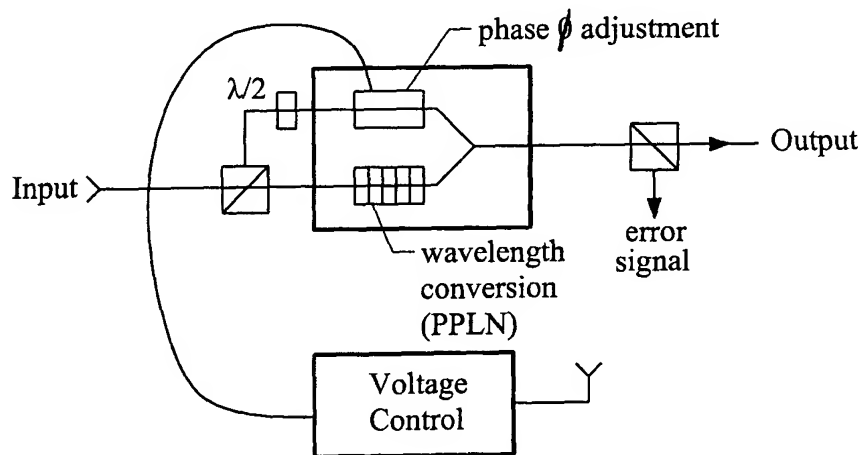 phase ϕ adjustment
λ/2
Input
Output
error
signal
wavelength
conversion
(PPLN)
Voltage
Control